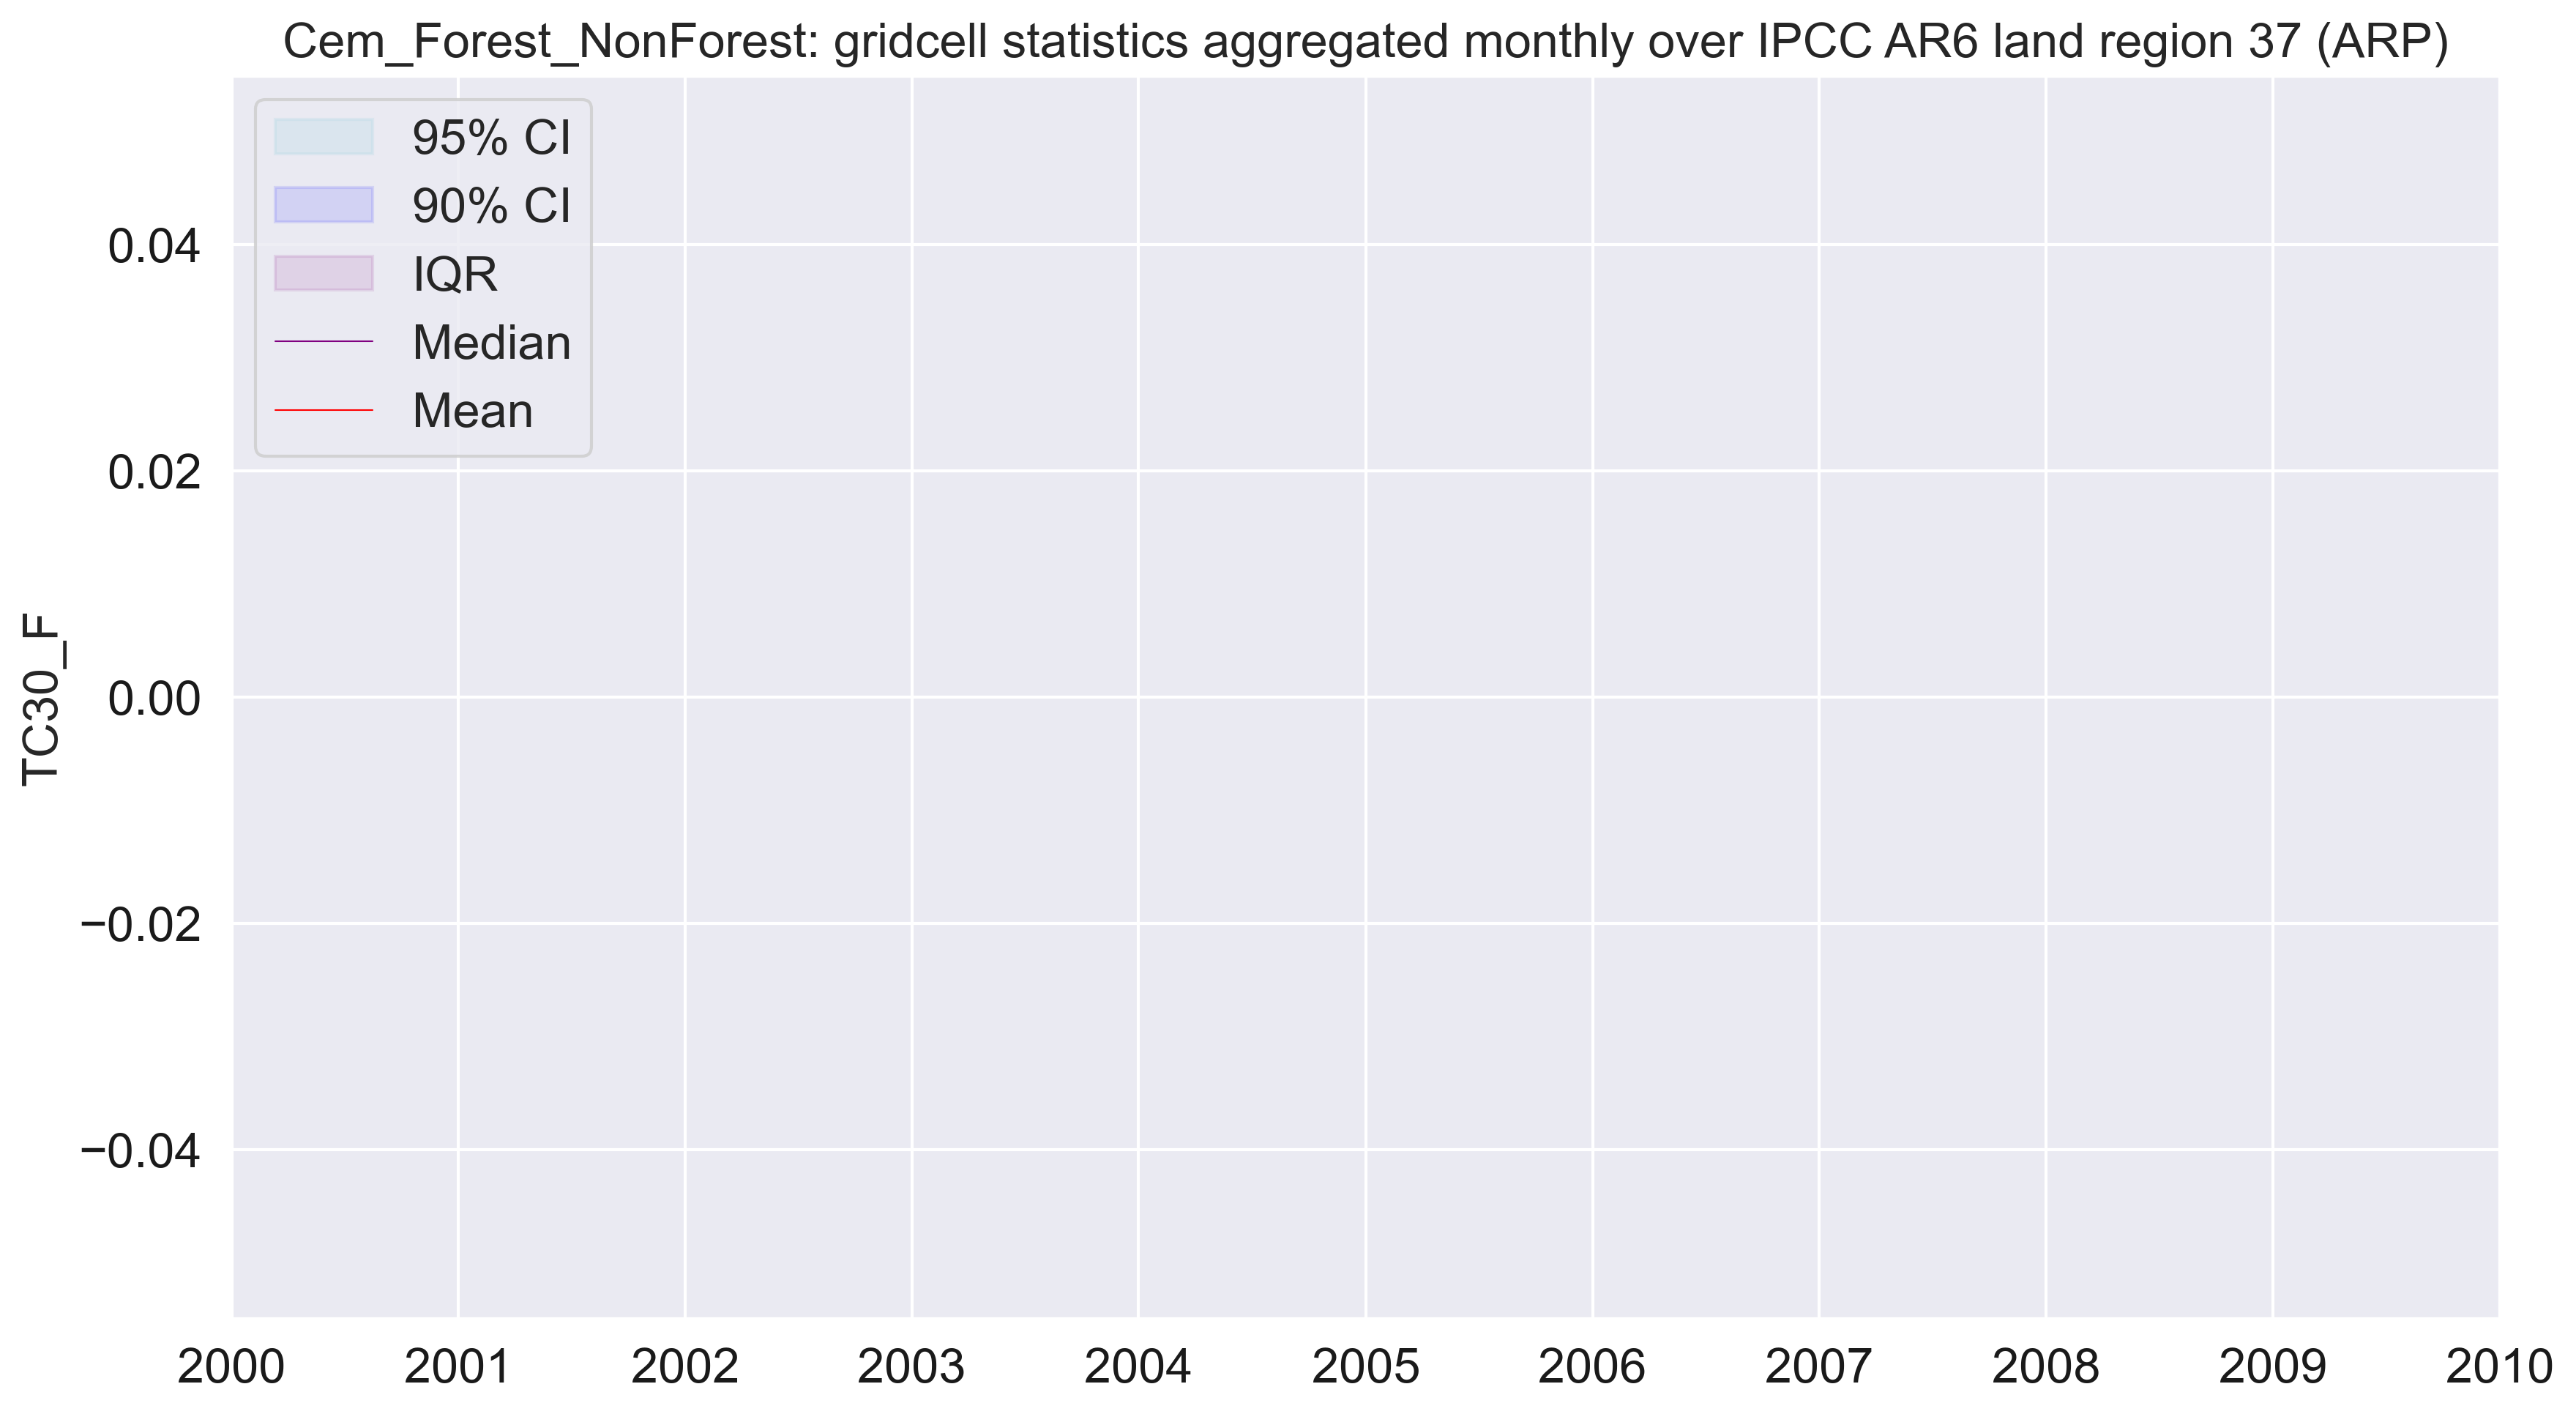 Cem_Forest_NonForest: gridcell statistics aggregated monthly over IPCC AR6 land region 37 (ARP)
95% CI
90% CI
IQR
Median
Mean
0.04
0.02
0.00
−0.02
−0.04
TC30_F
2000 2001 2002 2003 2004 2005 2006 2007 2008 2009 2010